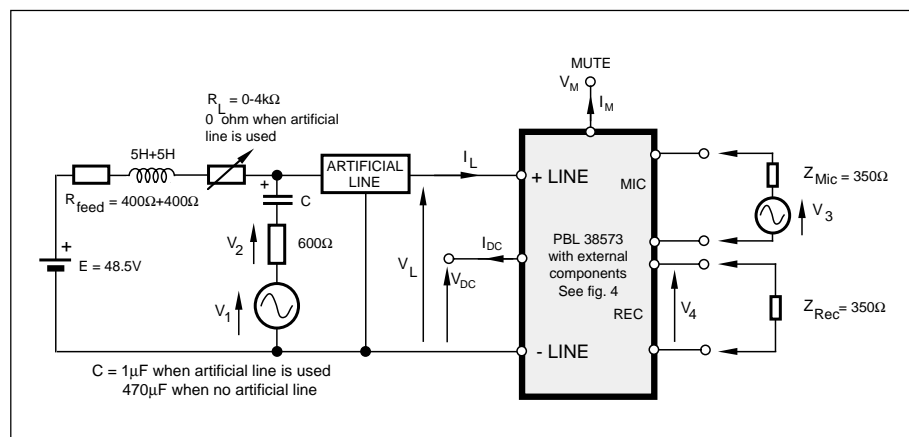 MUTE
V_M
I_M
R_L = 0-4kΩ
0 ohm when artificial
line is used
5H+5H
ARTIFICIAL
LINE
I_L
+ LINE
MIC
Z_Mic = 350Ω
R_feed = 400Ω+400Ω
+
C
V_3
V_2
600Ω
I_DC
PBL 38573
with external
components
See fig. 4
+
E = 48.5V
V_L
V_DC
V_4
V_1
REC
Z_Rec = 350Ω
- LINE
C = 1µF when artificial line is used
470µF when no artificial line